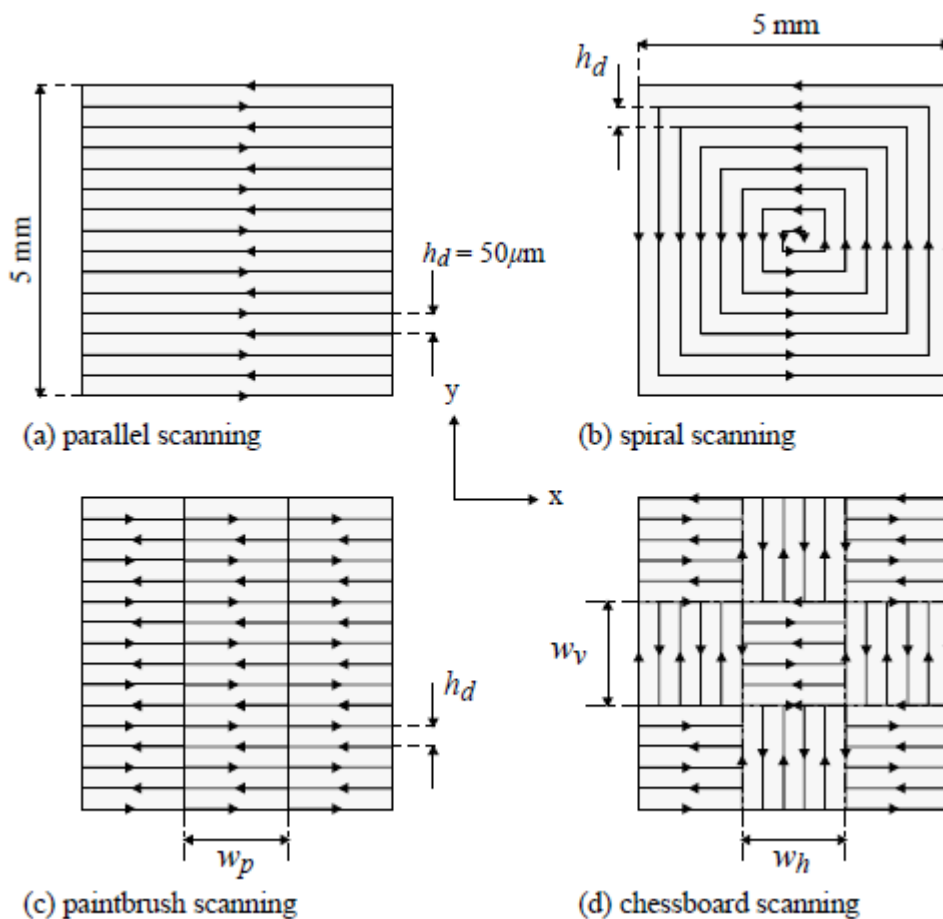 5 mm
h_d
5 mm
h_d = 50μm
y
(a) parallel scanning
(b) spiral scanning
x
w_v
h_d
w_p
w_h
(c) paintbrush scanning
(d) chessboard scanning